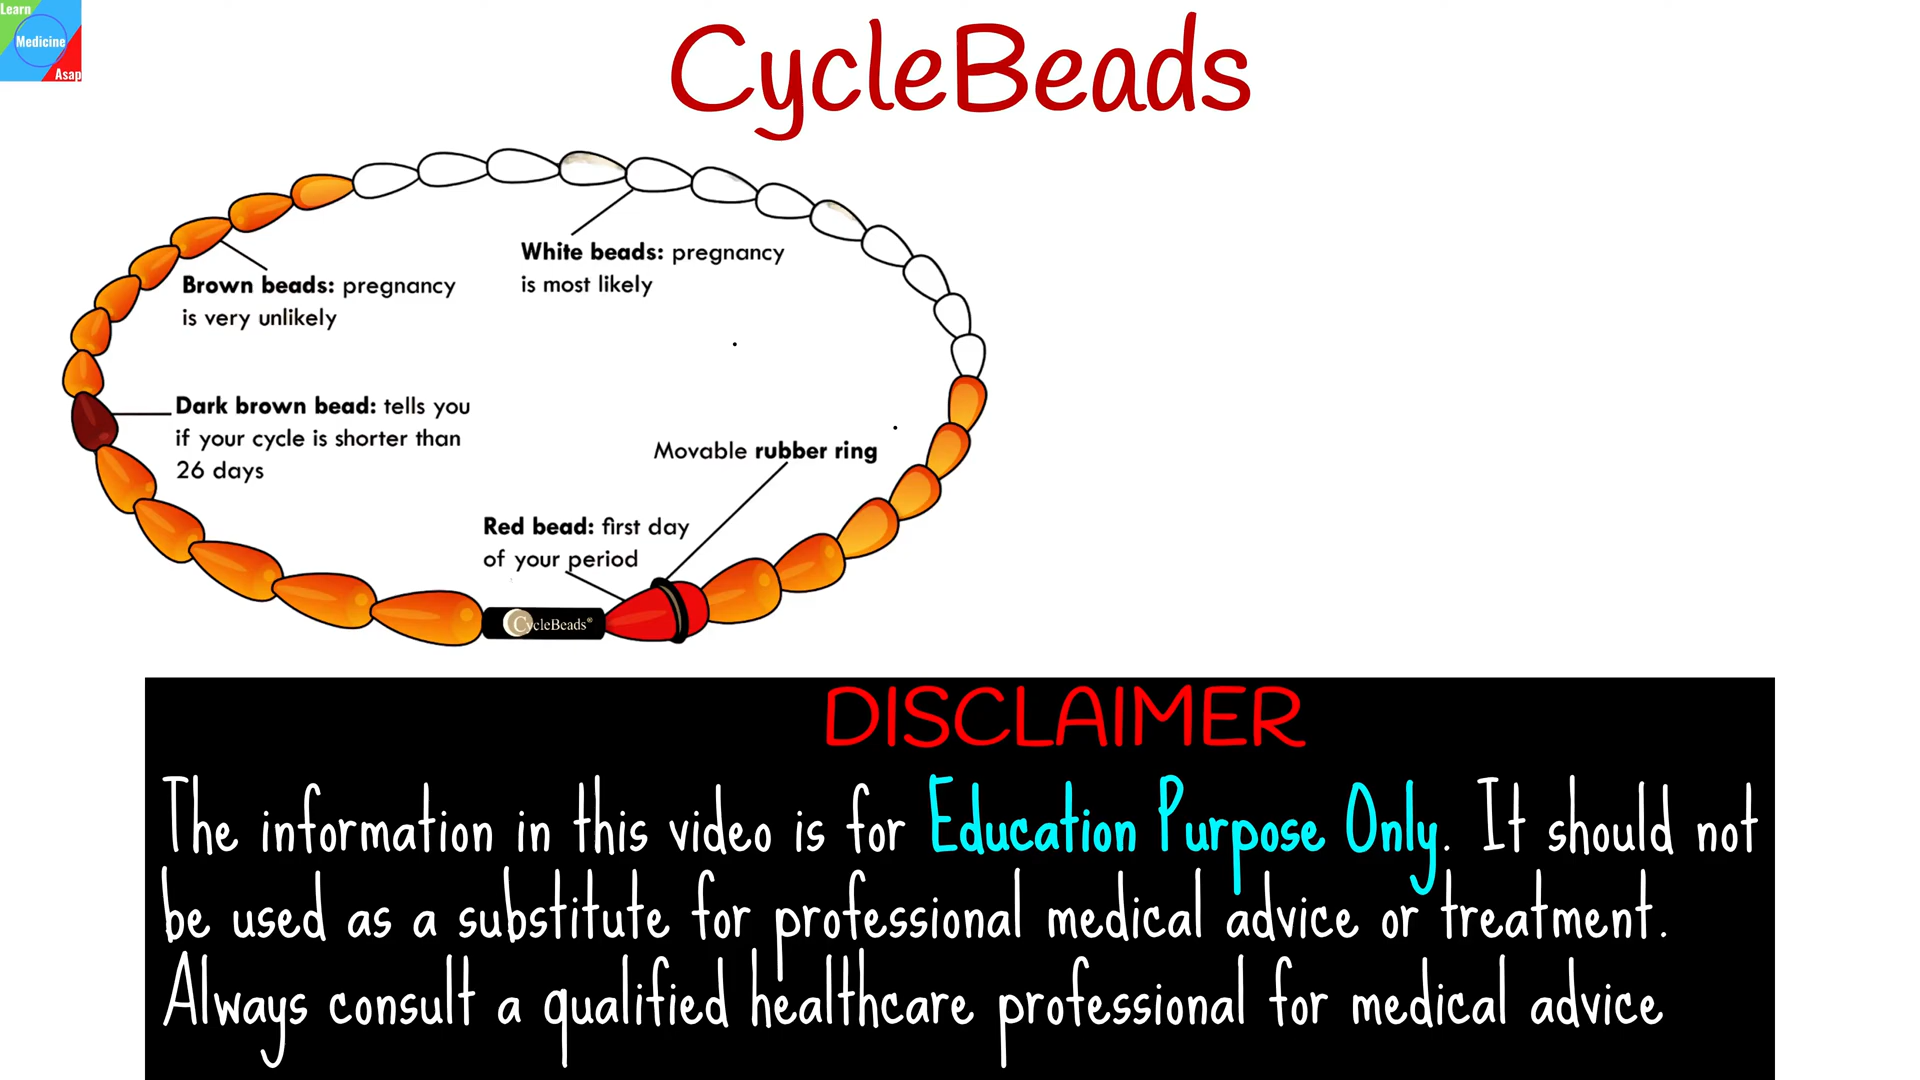 Learn
Medicine
Asap
CycleBeads
White beads: pregnancy
is most likely
Brown beads: pregnancy
is very unlikely
Dark brown bead: tells you
if your cycle is shorter than
26 days
Movable rubber ring
Red bead: first day
of your period
CycleBeads®
DISCLAIMER
The information in this video is for Education Purpose Only. It should not
be used as a substitute for professional medical advice or treatment.
Always consult a qualified healthcare professional for medical advice